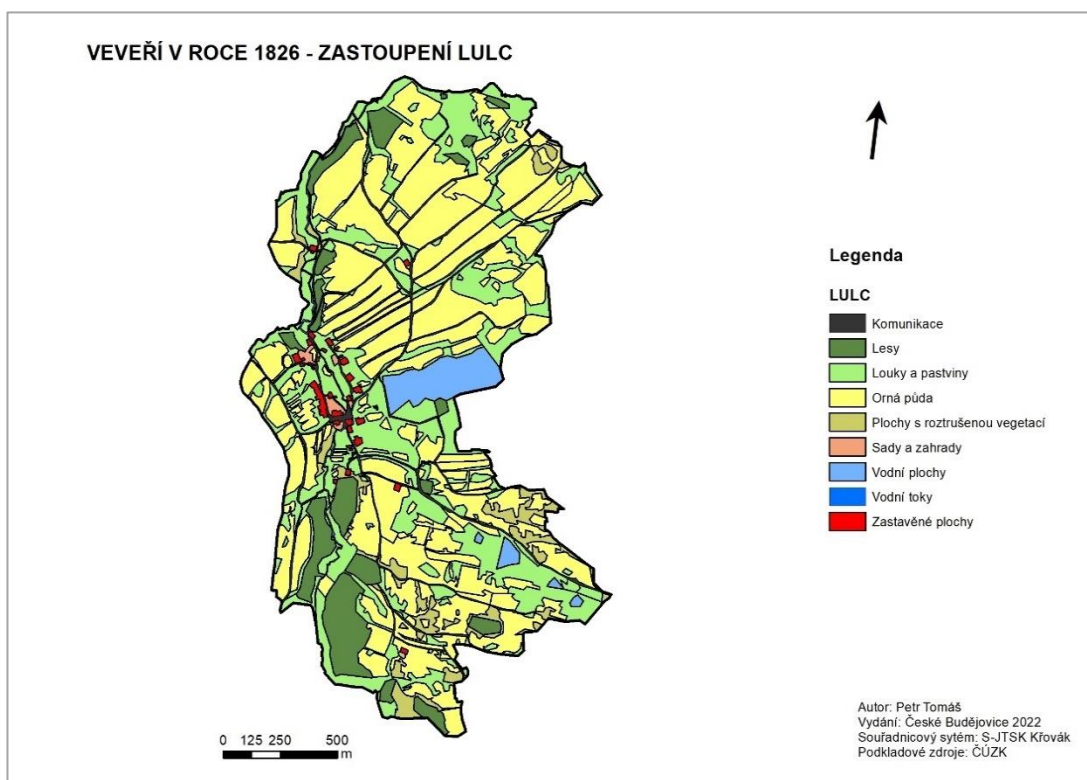 VEVEŘÍ V ROCE 1826 - ZASTOUPENÍ LULC
Legenda
LULC
Komunikace
Lesy
Louky a pastviny
Orná půda
Plochy s roztrušenou vegetací
Sady a zahrady
Vodní plochy
Vodní toky
Zastavěné plochy
0 125 250 500
m
Autor: Petr Tomáš
Vydání: České Budějovice 2022
Souřadnicový sytém: S-JTSK Křovák
Podkladové zdroje: ČÚZK